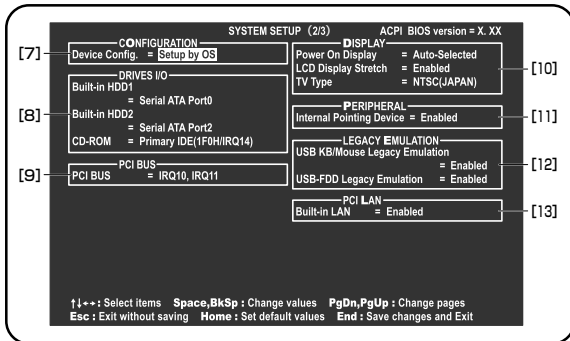 SYSTEM SETUP (2/3) ACPI BIOS version = X. XX
[7]
CONFIGURATION
Device Config. = Setup by OS
[8]
DRIVES I/O
Built-in HDD1
= Serial ATA Port0
Built-in HDD2
= Serial ATA Port2
CD-ROM = Primary IDE(1F0H/IRQ14)
[9]
PCI BUS
PCI BUS = IRQ10, IRQ11
DISPLAY
Power On Display = Auto-Selected
LCD Display Stretch = Enabled
TV Type = NTSC(JAPAN)
[10]
PERIPHERAL
Internal Pointing Device = Enabled
[11]
LEGACY EMULATION
USB KB/Mouse Legacy Emulation
= Enabled
USB-FDD Legacy Emulation = Enabled
[12]
PCI LAN
Built-in LAN = Enabled
[13]
↑↓←→ : Select items Space,BkSp : Change values PgDn,PgUp : Change pages
Esc : Exit without saving Home : Set default values End : Save changes and Exit